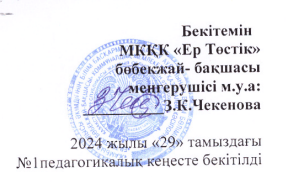 Бекітемін
МКҚК «Ер Төстік»
бөбекжай- бақшасы
меңгерушісі м.у.а:
З.К.Чекенова
2024 жылы «29» тамыздағы
№1педагогикалық кеңесте бекітілді